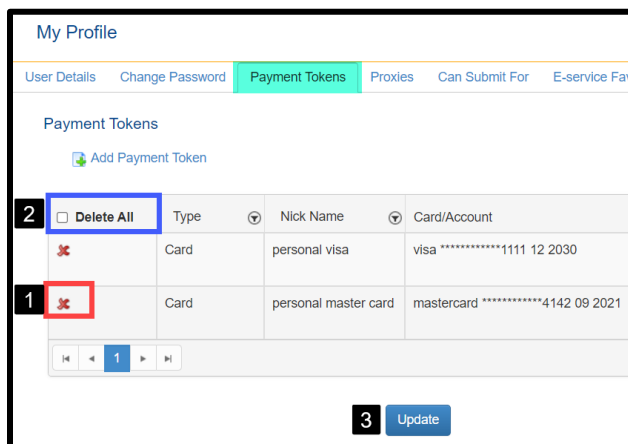 My Profile
User Details Change Password Payment Tokens Proxies Can Submit For E-service Fav
Payment Tokens
Add Payment Token
2 Delete All Type Nick Name Card/Account
Card personal visa visa ************1111 12 2030
1 Card personal master card mastercard ************4142 09 2021
1
3 Update